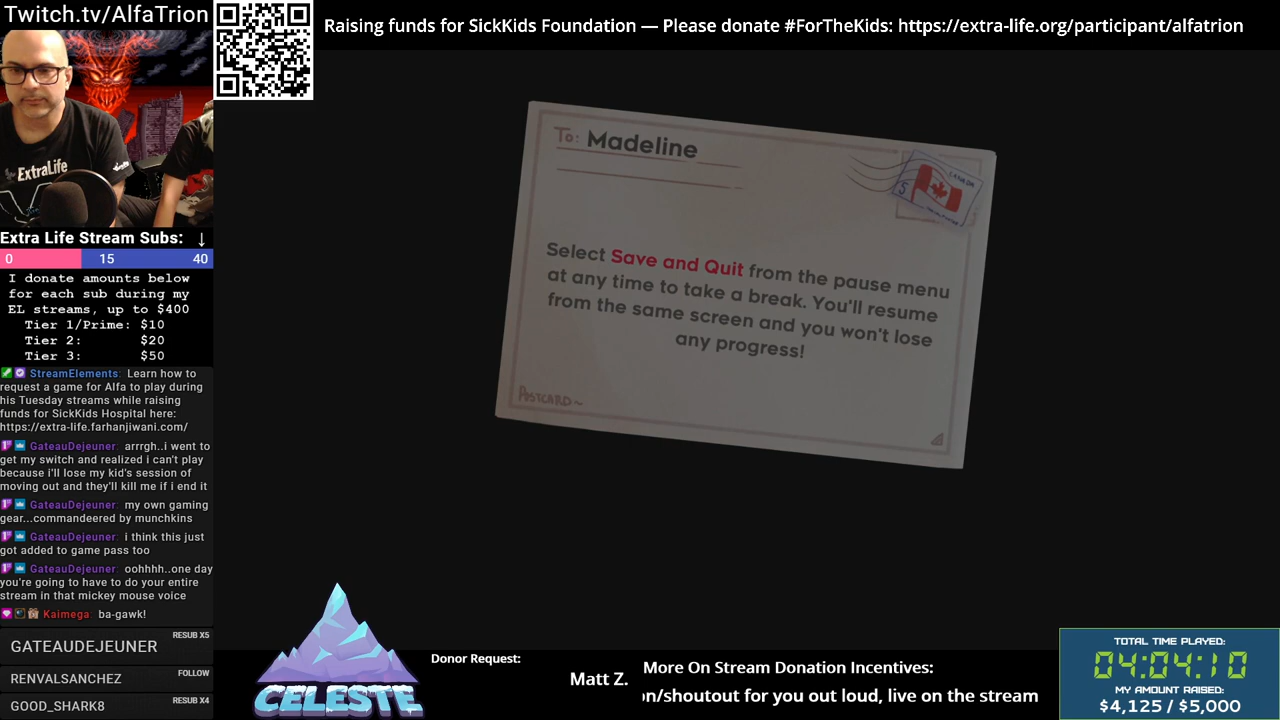 Twitch.tv/AlfaTrion
Raising funds for SickKids Foundation — Please donate #ForTheKids: https://extra-life.org/participant/alfatrion
ExtraLife
Extra Life Stream Subs: ↓
0 15 40
I donate amounts below
for each sub during my
EL streams, up to $400
Tier 1/Prime: $10
Tier 2: $20
Tier 3: $50
StreamElements: Learn how to
request a game for Alfa to play during
his Tuesday streams while raising
funds for SickKids Hospital here:
https://extra-life.farhanjiwani.com/
GateauDejeuner: arrrgh..i went to
get my switch and realized i can't play
because i'll lose my kid's session of
moving out and they'll kill me if i end it
GateauDejeuner: my own gaming
gear...commandeered by munchkins
GateauDejeuner: i think this just
got added to game pass too
GateauDejeuner: oohhhh..one day
you're going to have to do your entire
stream in that mickey mouse voice
Kaimega: ba-gawk!
GATEAUDEJEUNER RESUB X5
RENVALSANCHEZ FOLLOW
GOOD_SHARK8 RESUB X4
To: Madeline
CANADA
5
Select Save and Quit from the pause menu
at any time to take a break. You'll resume
from the same screen and you won't lose
any progress!
POSTCARD~
CELESTE
Donor Request:
Matt Z.
More On Stream Donation Incentives:
on/shoutout for you out loud, live on the stream
TOTAL TIME PLAYED:
04:04:10
MY AMOUNT RAISED:
$4,125 / $5,000